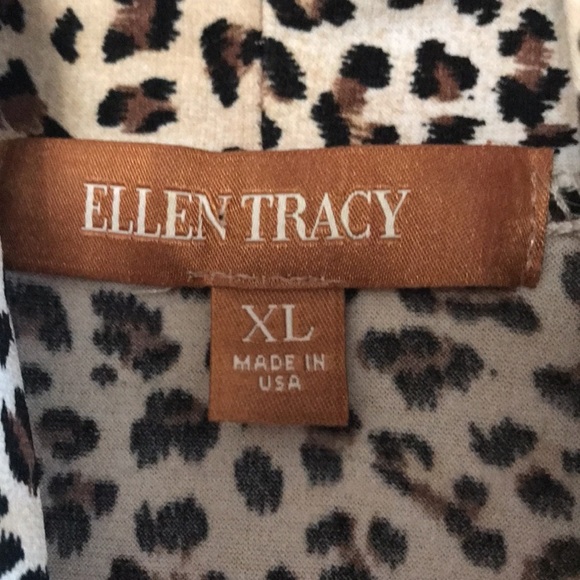 ELLEN TRACY
XL
MADE IN
USA